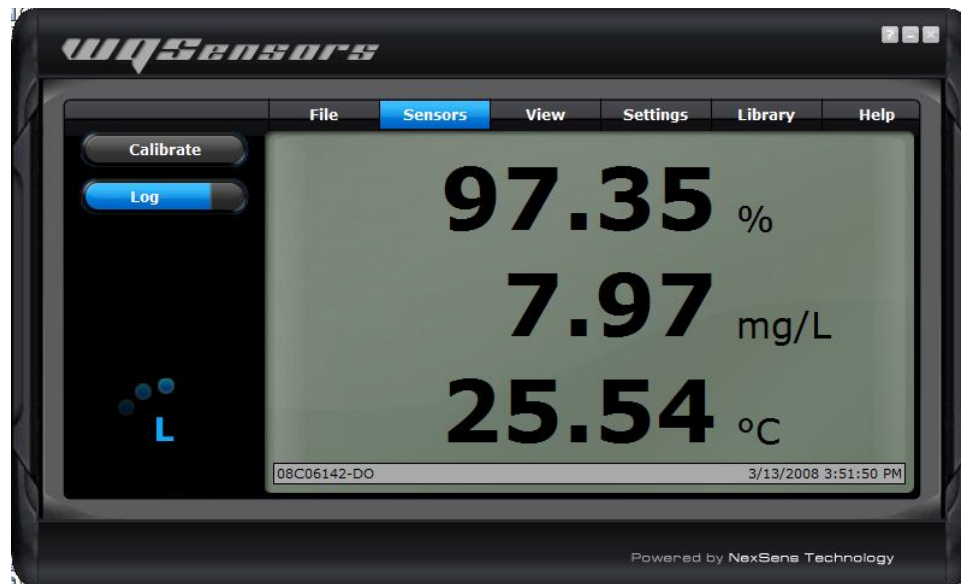 WQSensors
? - x
File Sensors View Settings Library Help
Calibrate
Log
97.35 %
7.97 mg/L
25.54 °C
L
08C06142-DO 3/13/2008 3:51:50 PM
Powered by NexSens Technology